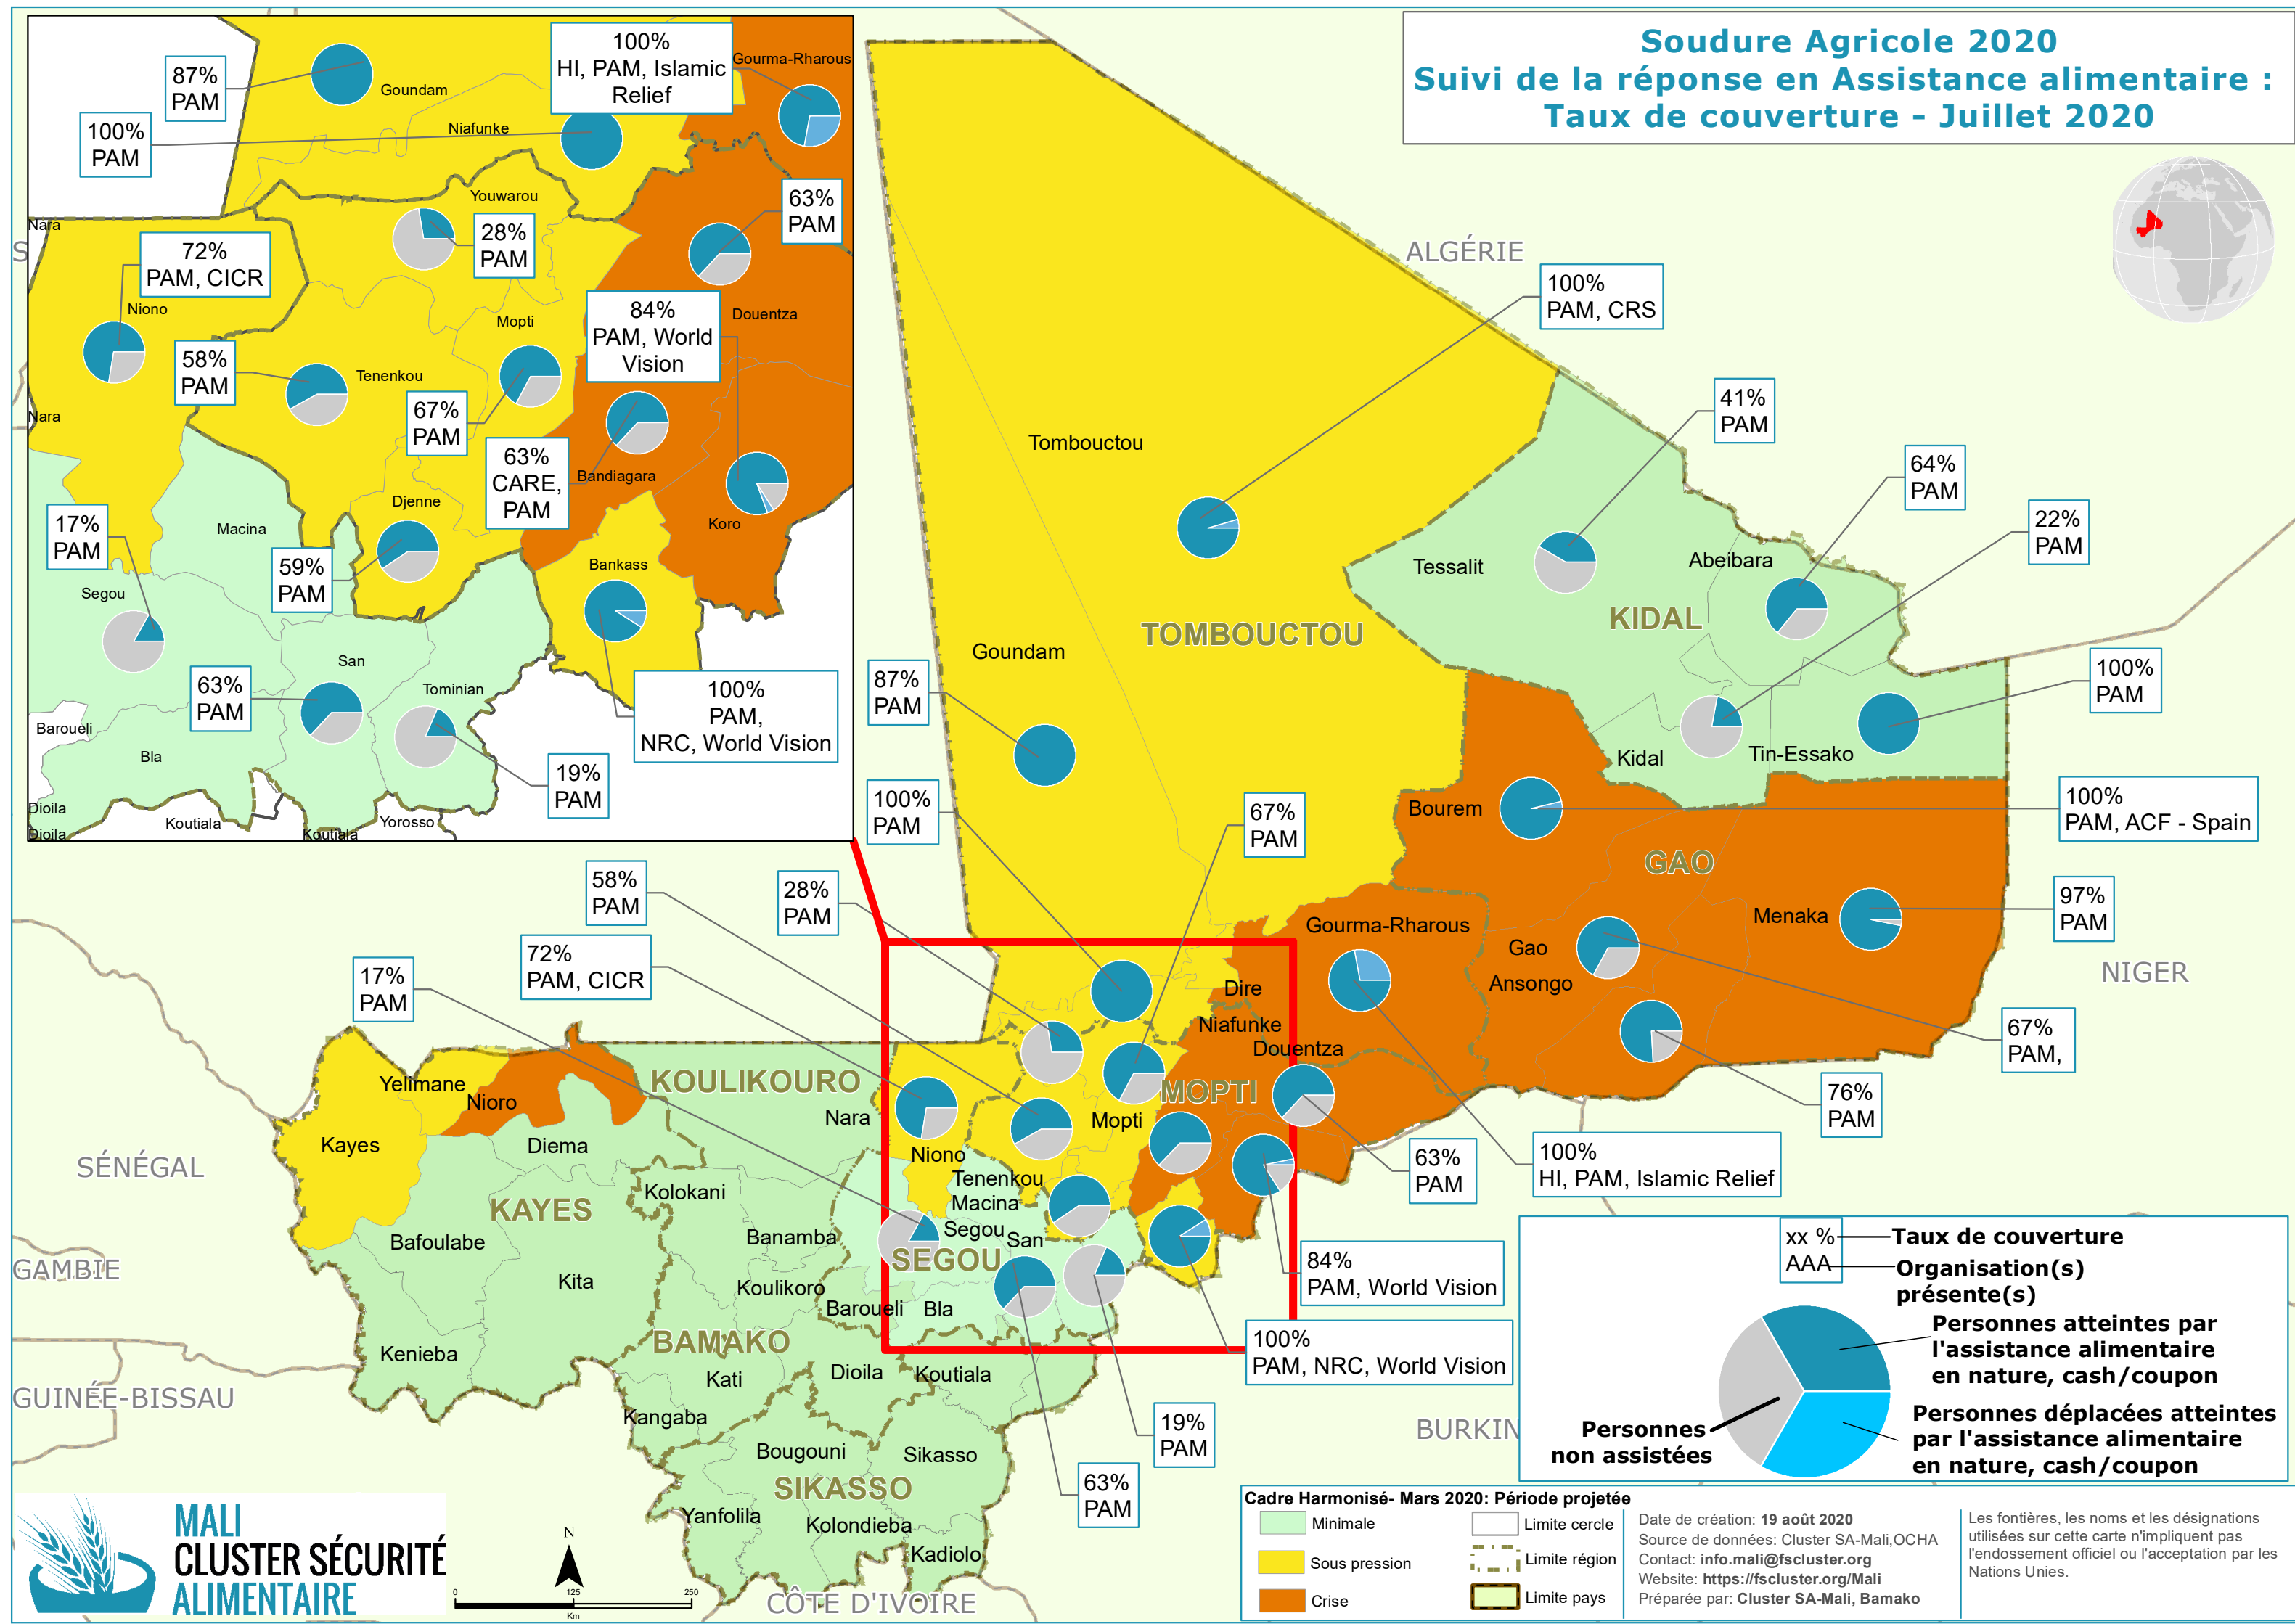 Soudure Agricole 2020
Suivi de la réponse en Assistance alimentaire :
Taux de couverture - Juillet 2020
87%
PAM
100%
PAM
Goundam
Niafunke
100%
HI, PAM, Islamic
Relief
Gourma-Rharous
Youwarou
28%
PAM
63%
PAM
Nara
72%
PAM, CICR
Niono
58%
PAM
Tenenkou
Mopti
67%
PAM
84%
PAM, World
Vision
Douentza
Nara
63%
CARE,
PAM
Bandiagara
Koro
17%
PAM
Macina
Djenne
59%
PAM
Bankass
Segou
San
63%
PAM
Tominian
100%
PAM,
NRC, World Vision
Baroueli
Bla
19%
PAM
Dioila
Dioila
Koutiala
Koutiala
Yorosso
S
ALGÉRIE
100%
PAM, CRS
Tombouctou
41%
PAM
64%
PAM
22%
PAM
Tessalit
Abeibara
KIDAL
TOMBOUCTOU
Goundam
87%
PAM
100%
PAM
Kidal
Tin-Essako
100%
PAM
67%
PAM
Bourem
100%
PAM, ACF - Spain
GAO
58%
PAM
28%
PAM
Gourma-Rharous
Gao
Ansongo
Menaka
97%
PAM
72%
PAM, CICR
17%
PAM
NIGER
Dire
Niafunke
Douentza
67%
PAM,
76%
PAM
Yelimane
Nioro
KOULIKOURO
Nara
MOPTI
Mopti
Kayes
Diema
Niono
63%
PAM
100%
HI, PAM, Islamic Relief
SÉNÉGAL
Kolokani
Tenenkou
Macina
KAYES
Segou
San
Banamba
SEGOU
Bafoulabe
Kita
Koulikoro
Baroueli
Bla
84%
PAM, World Vision
GAMBIE
BAMAKO
Kenieba
Kati
Dioila
Koutiala
100%
PAM, NRC, World Vision
GUINÉE-BISSAU
Kangaba
19%
PAM
BURKIN
Bougouni
Sikasso
SIKASSO
63%
PAM
Yanfolila
Kolondieba
Kadiolo
CÔTE D'IVOIRE
xx %
AAA
Taux de couverture
Organisation(s)
présente(s)
Personnes atteintes par
l'assistance alimentaire
en nature, cash/coupon
Personnes déplacées atteintes
par l'assistance alimentaire
en nature, cash/coupon
Personnes
non assistées
MALI
CLUSTER SÉCURITÉ
ALIMENTAIRE
N
0 125 250
Km
Cadre Harmonisé- Mars 2020: Période projetée
Minimale
Sous pression
Crise
Limite cercle
Limite région
Limite pays
Date de création: 19 août 2020
Source de données: Cluster SA-Mali,OCHA
Contact: info.mali@fscluster.org
Website: https://fscluster.org/Mali
Préparée par: Cluster SA-Mali, Bamako
Les fontières, les noms et les désignations
utilisées sur cette carte n'impliquent pas
l'endossement officiel ou l'acceptation par les
Nations Unies.